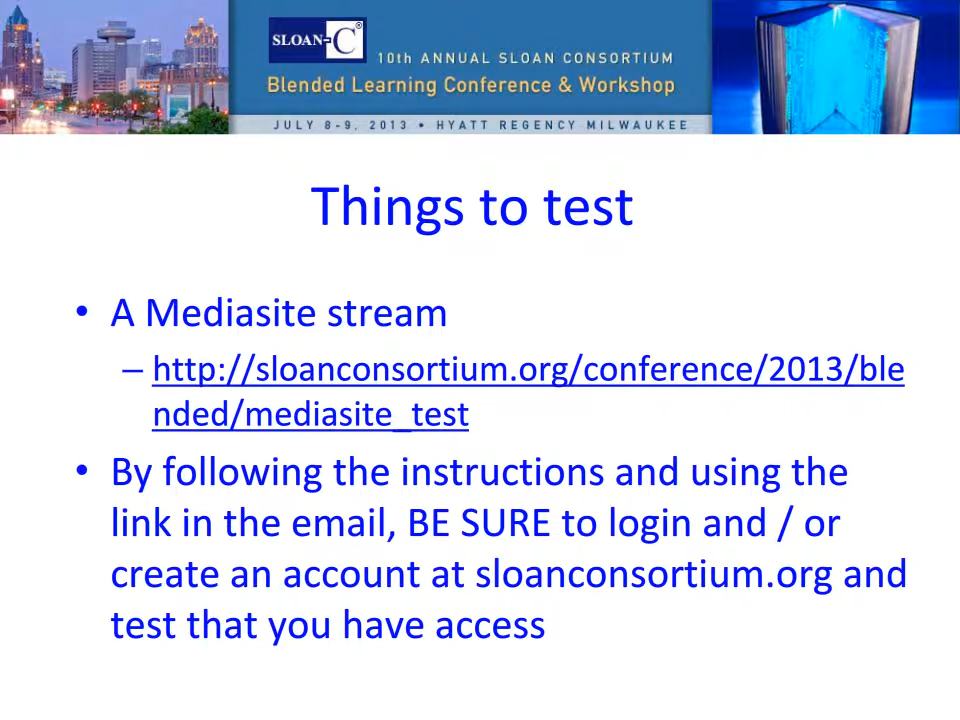 SLOAN-C®
10th ANNUAL SLOAN CONSORTIUM
Blended Learning Conference & Workshop
JULY 8-9, 2013 • HYATT REGENCY MILWAUKEE
Things to test
• A Mediasite stream
– http://sloanconsortium.org/conference/2013/ble
nded/mediasite_test
• By following the instructions and using the
link in the email, BE SURE to login and / or
create an account at sloanconsortium.org and
test that you have access